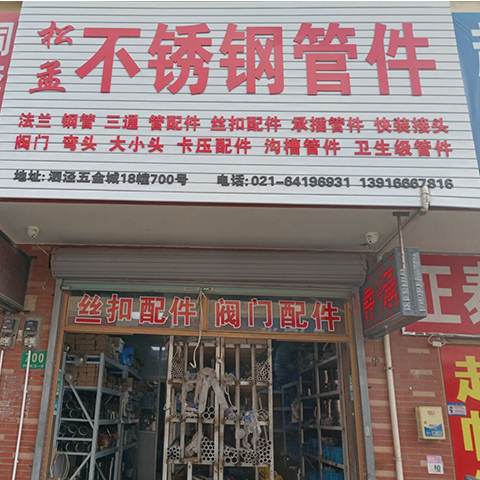 松孟
不锈钢管件
法兰 钢管 三通 管配件 丝扣配件 承插管件 快装接头
阀门 弯头 大小头 卡压配件 沟槽管件 卫生级管件
地址:泗泾五金城18幢700号 电话:021-64196931 13916667816
丝扣配件 阀门配件
700
正泰